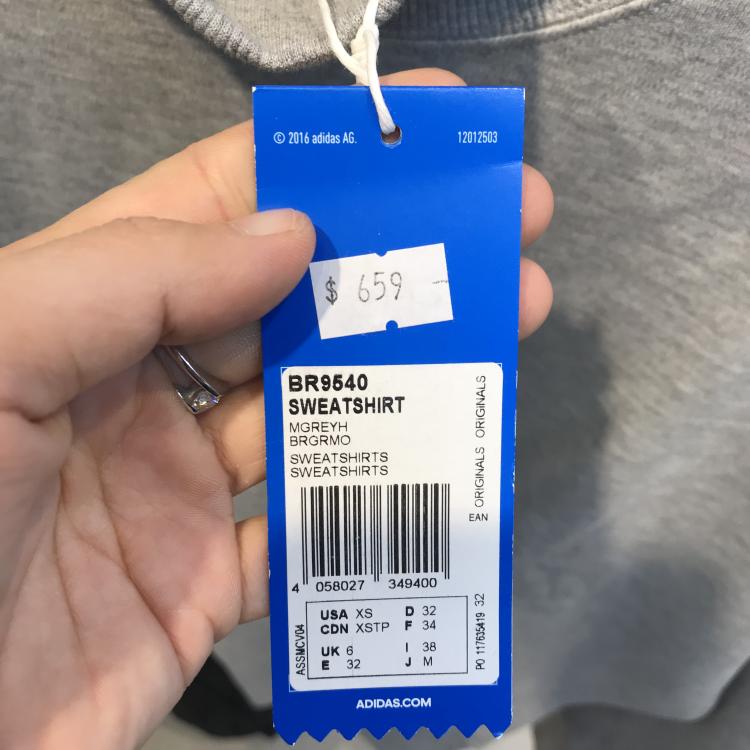 © 2016 adidas AG. 12012503
$ 659
BR9540
SWEATSHIRT
MGREYH
BRGRMO
SWEATSHIRTS
SWEATSHIRTS
ORIGINALS ORIGINALS
EAN
4 058027 349400
USA XS D 32
CDN XSTP F 34
UK 6 I 38
E 32 J M
ASSMCV04
PO 117635419 32
ADIDAS.COM